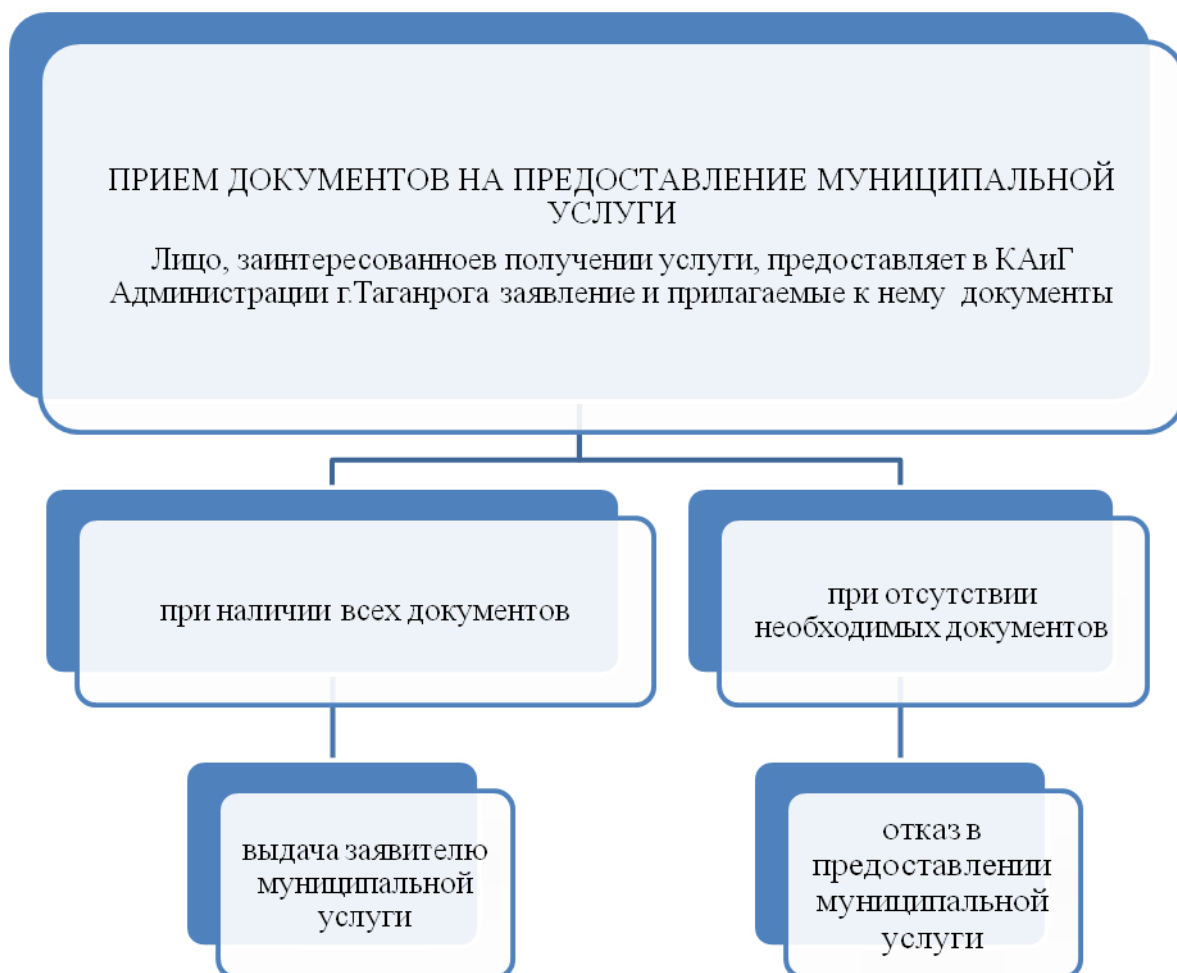 ПРИЕМ ДОКУМЕНТОВ НА ПРЕДОСТАВЛЕНИЕ МУНИЦИПАЛЬНОЙ
УСЛУГИ
Лицо, заинтересованноев получении услуги, предоставляет в КАиГ
Администрации г.Таганрога заявление и прилагаемые к нему документы
при наличии всех документов
при отсутствии
необходимых документов
выдача заявителю
муниципальной
услуги
отказ в
предоставлении
муниципальной
услуги